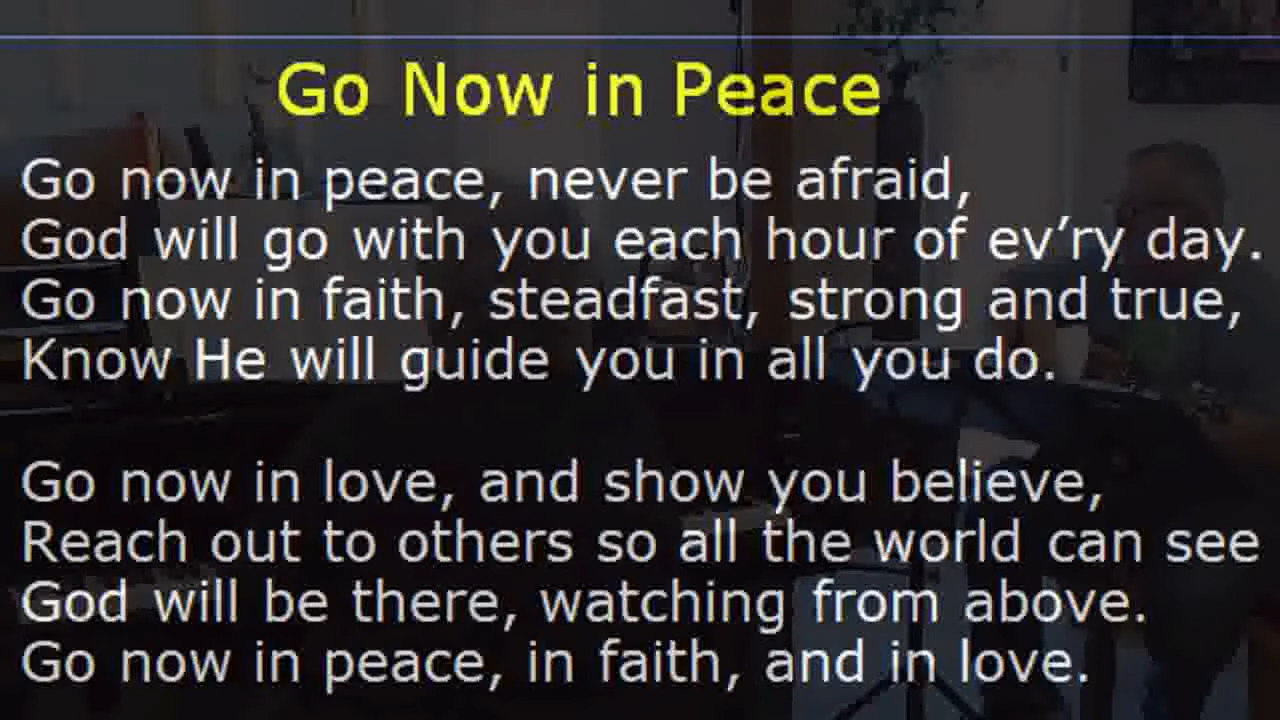 Go Now in Peace
Go now in peace, never be afraid,
God will go with you each hour of ev’ry day.
Go now in faith, steadfast, strong and true,
Know He will guide you in all you do.
Go now in love, and show you believe,
Reach out to others so all the world can see
God will be there, watching from above.
Go now in peace, in faith, and in love.